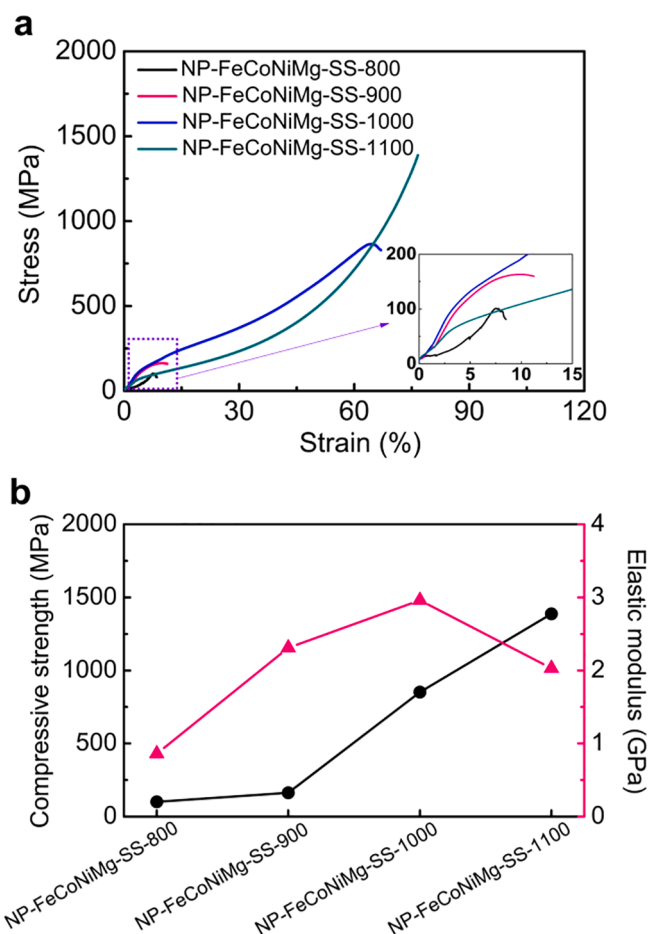 a
2000
1500
1000
500
0
Stress (MPa)
NP-FeCoNiMg-SS-800
NP-FeCoNiMg-SS-900
NP-FeCoNiMg-SS-1000
NP-FeCoNiMg-SS-1100
200
100
0
0 5 10 15
0 30 60 90 120
Strain (%)
b
2000
1500
1000
500
0
Compressive strength (MPa)
4
3
2
1
0
Elastic modulus (GPa)
NP-FeCoNiMg-SS-800
NP-FeCoNiMg-SS-900
NP-FeCoNiMg-SS-1000
NP-FeCoNiMg-SS-1100